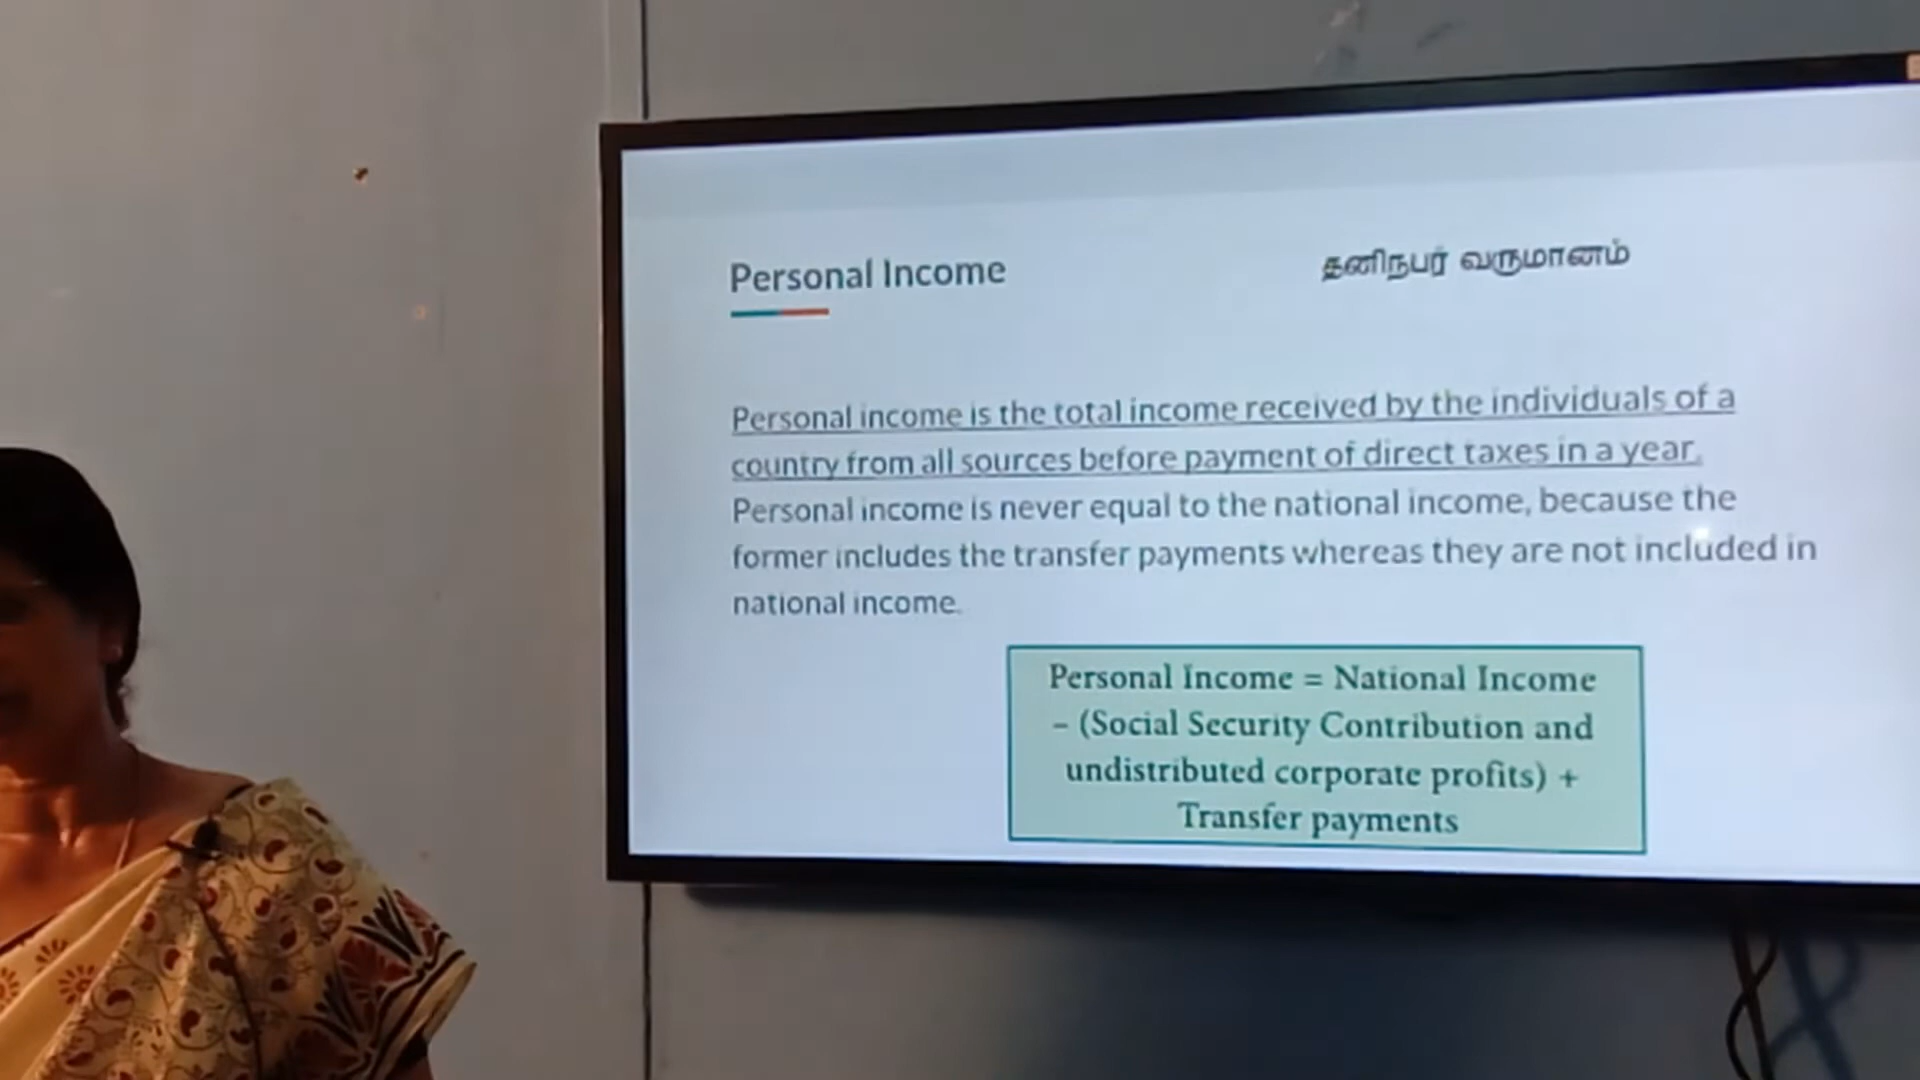 Personal Income
தனிநபர் வருமானம்
Personal income is the total income received by the individuals of a
country from all sources before payment of direct taxes in a year.
Personal income is never equal to the national income, because the
former includes the transfer payments whereas they are not included in
national income.
Personal Income = National Income
– (Social Security Contribution and
undistributed corporate profits) +
Transfer payments